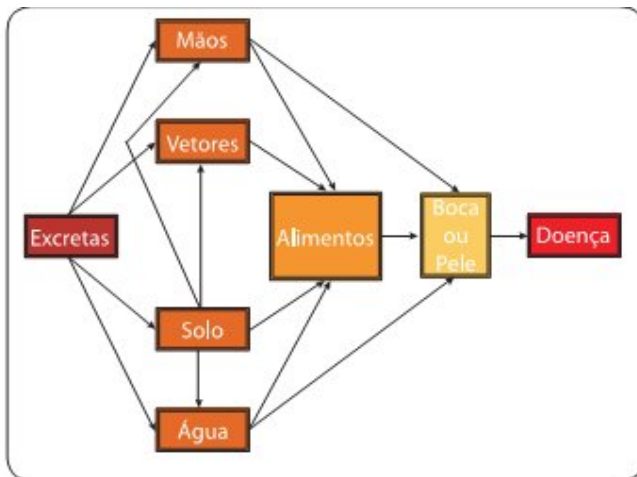 Mãos
Vetores
Excretas
Alimentos
Boca
ou
Pele
Doença
Solo
Água